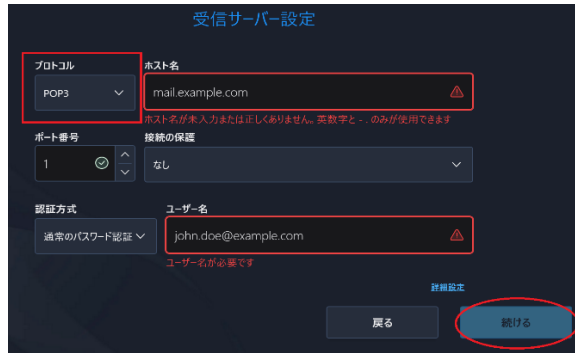 受信サーバー設定
プロトコル ホスト名
POP3 mail.example.com
ホスト名が未入力または正しくありません。英数字と - . のみが使用できます
ポート番号 接続の保護
1 なし
認証方式 ユーザー名
通常のパスワード認証 john.doe@example.com
ユーザー名が必要です
詳細設定
戻る 続ける